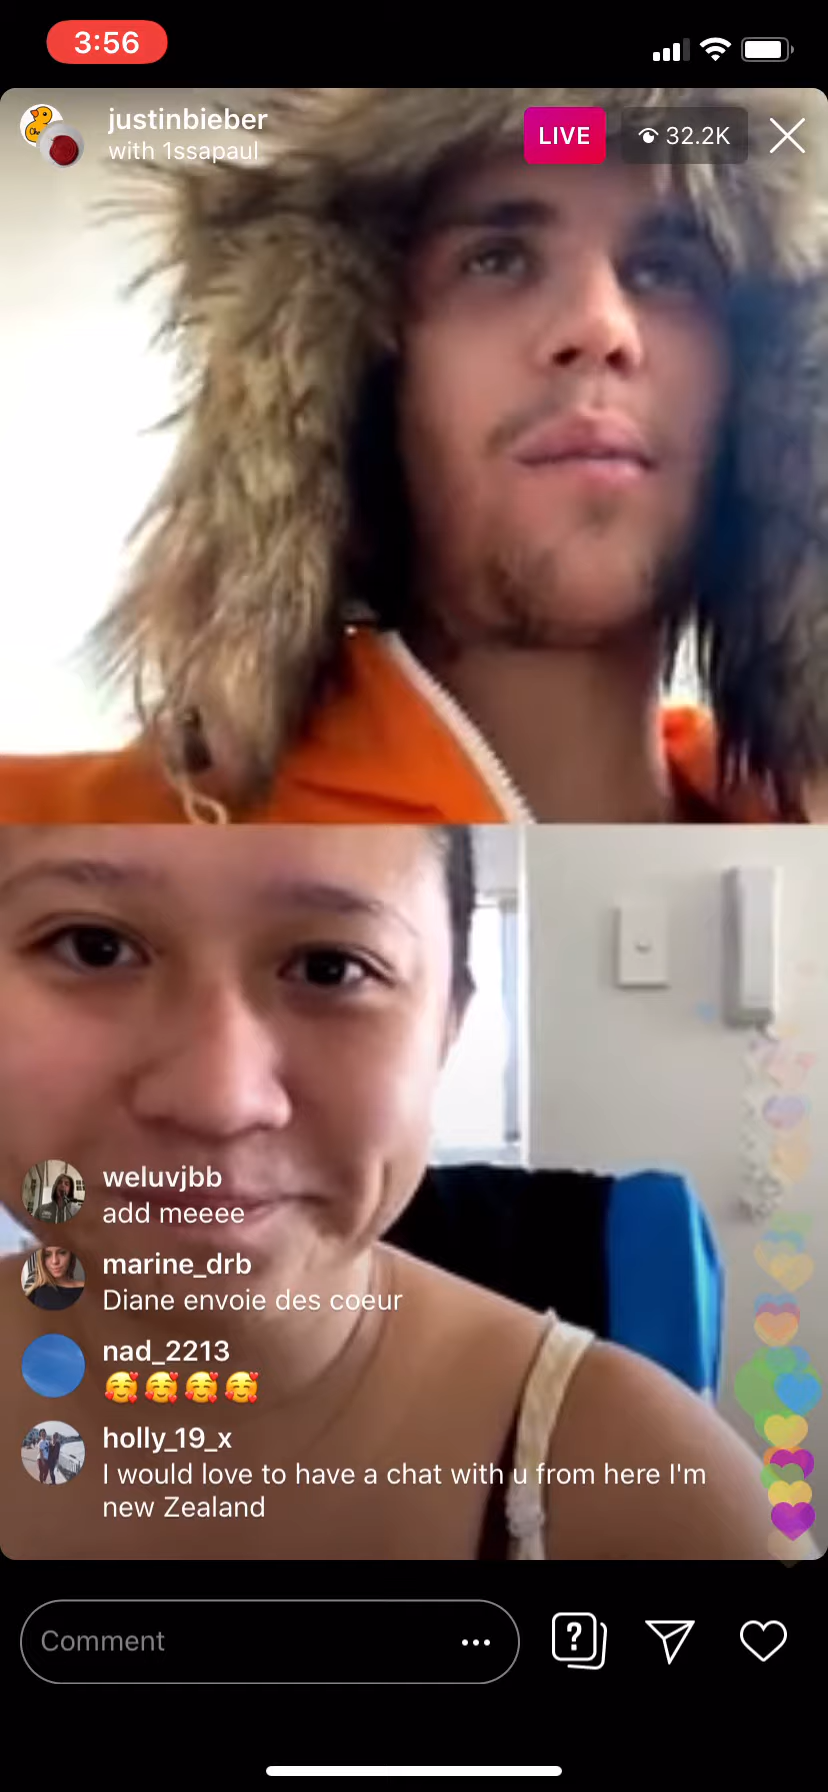 3:56
justinbieber
with 1ssapaul
LIVE
32.2K
weluvjbb
add meeee
marine_drb
Diane envoie des coeur
nad_2213
🥰🥰🥰🥰
holly_19_x
I would love to have a chat with u from here I'm
new Zealand
Comment